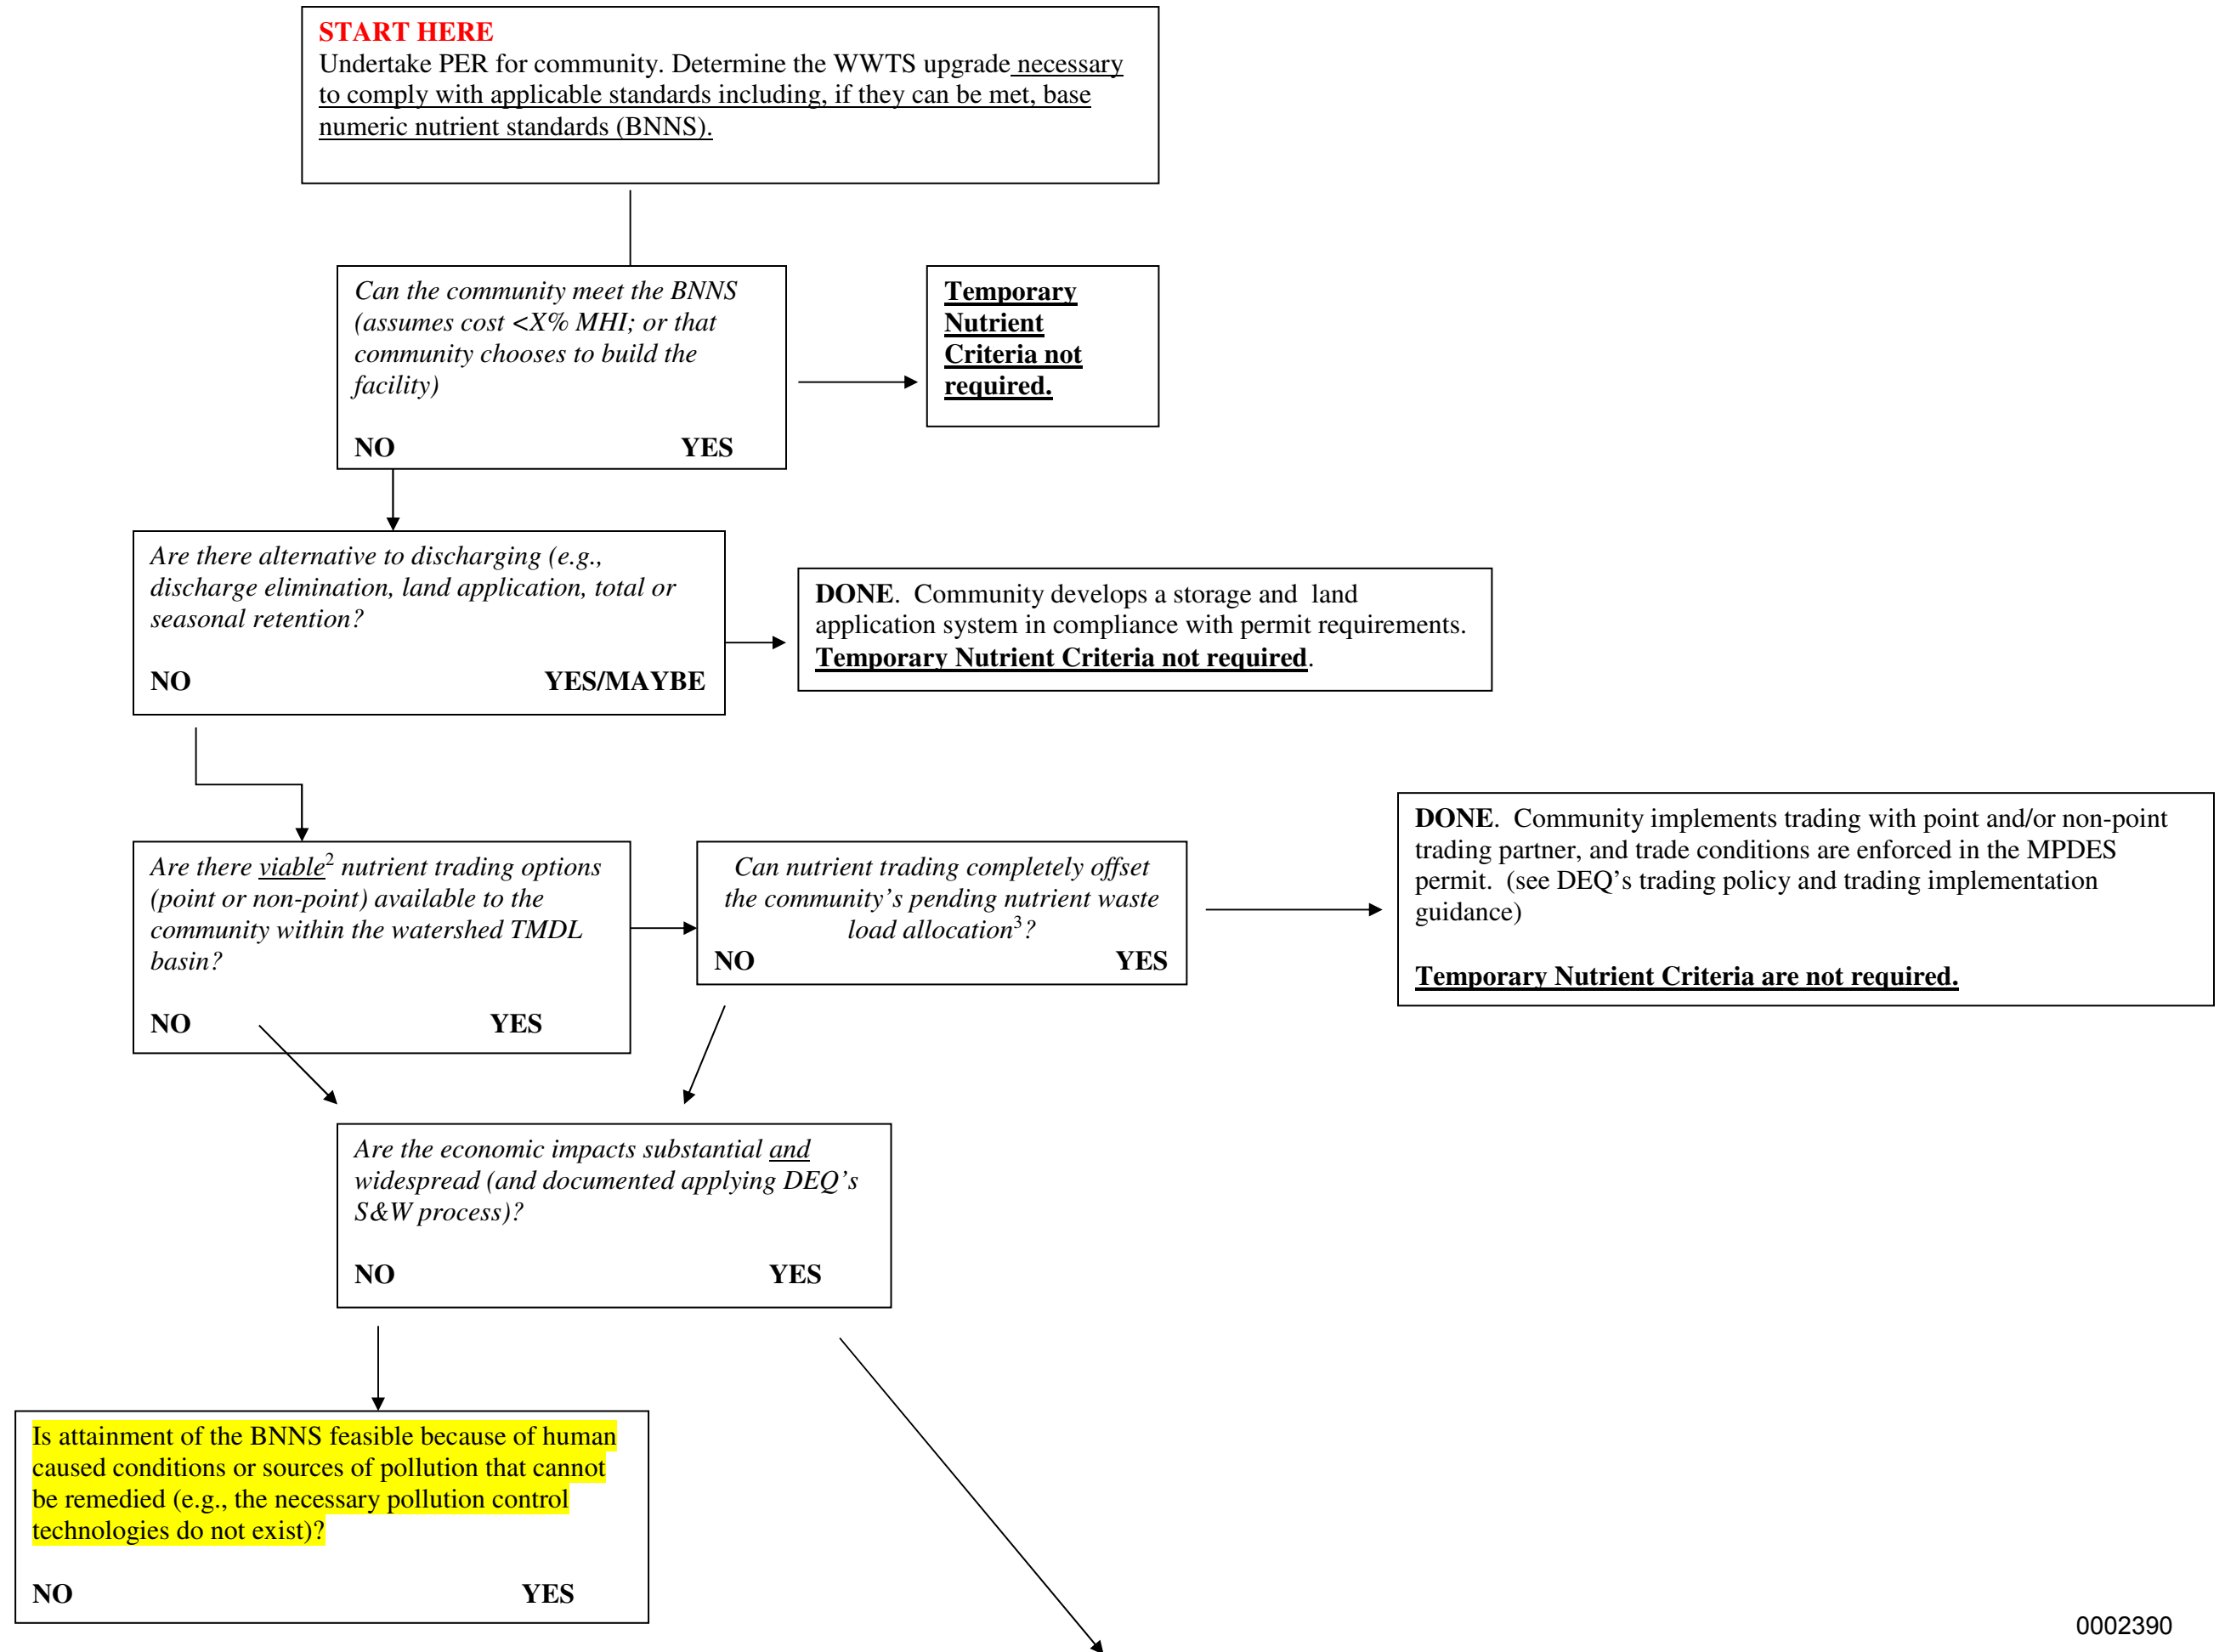 START HERE
Undertake PER for community. Determine the WWTS upgrade necessary
to comply with applicable standards including, if they can be met, base
numeric nutrient standards (BNNS).
Can the community meet the BNNS
(assumes cost <X% MHI; or that
community chooses to build the
facility)
NO YES
Temporary
Nutrient
Criteria not
required.
Are there alternative to discharging (e.g.,
discharge elimination, land application, total or
seasonal retention?
NO YES/MAYBE
DONE. Community develops a storage and land
application system in compliance with permit requirements.
Temporary Nutrient Criteria not required.
Are there viable2 nutrient trading options
(point or non-point) available to the
community within the watershed TMDL
basin?
NO YES
Can nutrient trading completely offset
the community's pending nutrient waste
load allocation3?
NO YES
DONE. Community implements trading with point and/or non-point
trading partner, and trade conditions are enforced in the MPDES
permit. (see DEQ's trading policy and trading implementation
guidance)
Temporary Nutrient Criteria are not required.
Are the economic impacts substantial and
widespread (and documented applying DEQ's
S&W process)?
NO YES
Is attainment of the BNNS feasible because of human
caused conditions or sources of pollution that cannot
be remedied (e.g., the necessary pollution control
technologies do not exist)?
NO YES
0002390